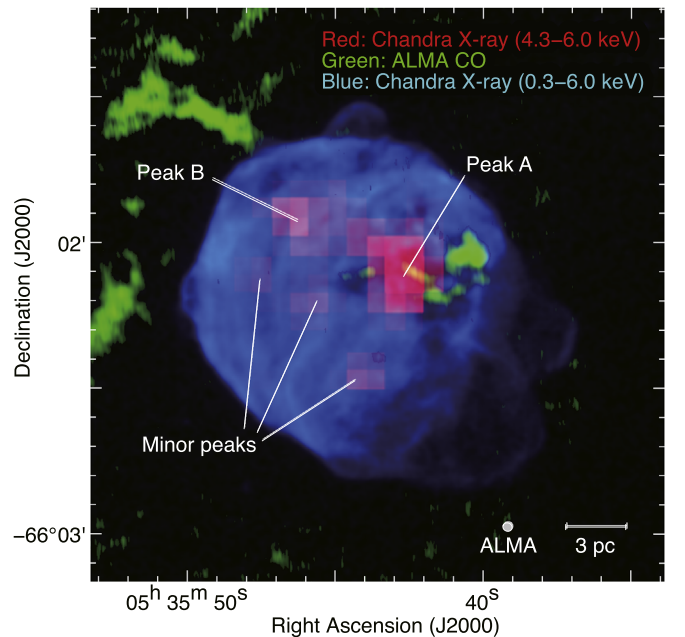 Red: Chandra X-ray (4.3–6.0 keV)
Green: ALMA CO
Blue: Chandra X-ray (0.3–6.0 keV)
Peak B
Peak A
02'
Declination (J2000)
Minor peaks
−66°03'
ALMA
3 pc
05h 35m 50s
40s
Right Ascension (J2000)